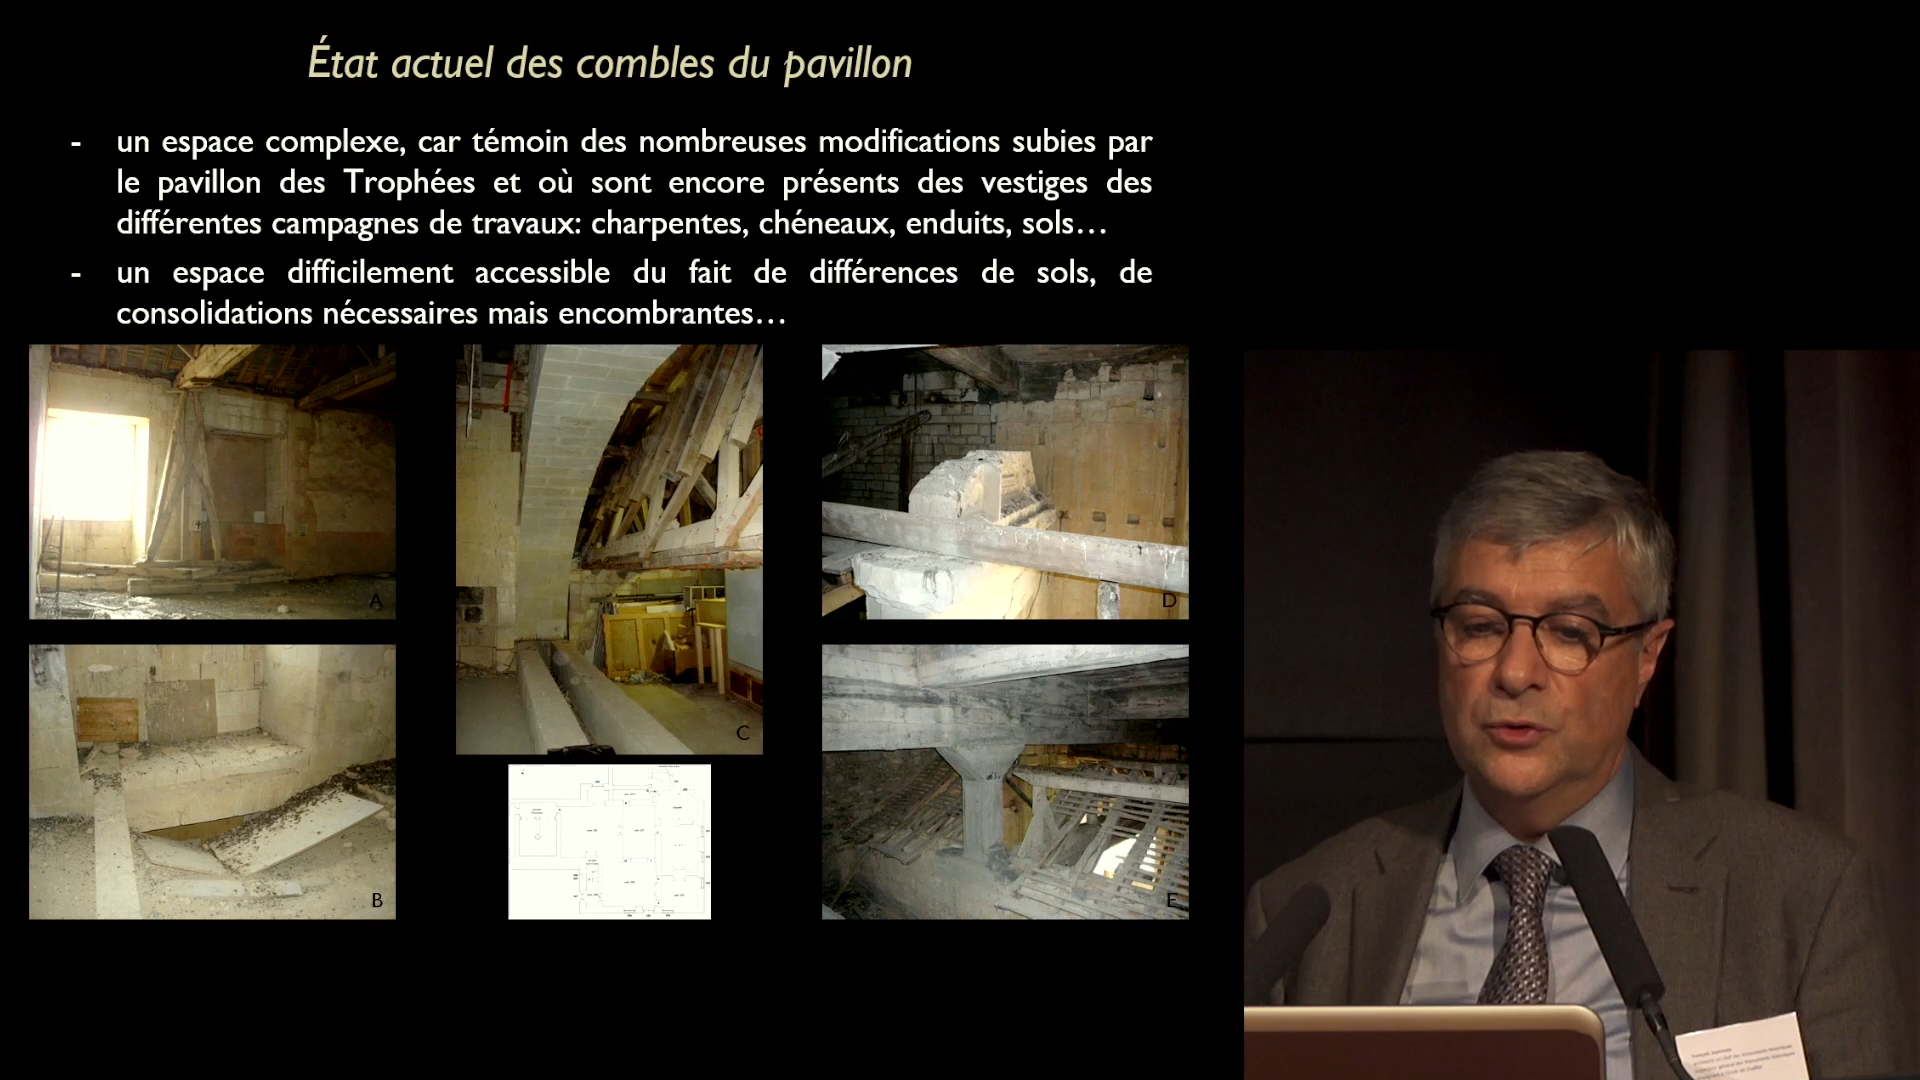 État actuel des combles du pavillon
- un espace complexe, car témoin des nombreuses modifications subies par
le pavillon des Trophées et où sont encore présents des vestiges des
différentes campagnes de travaux: charpentes, chéneaux, enduits, sols…
- un espace difficilement accessible du fait de différences de sols, de
consolidations nécessaires mais encombrantes…
A
B
C
D
E